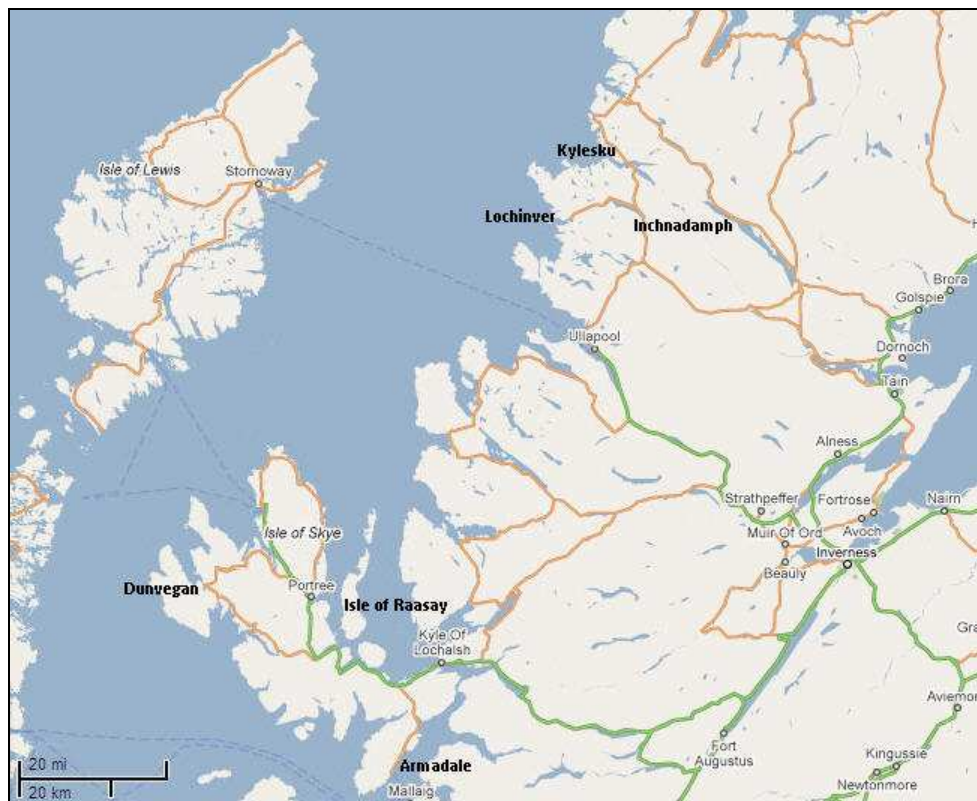 Kylesku
Isle of Lewis
Stornoway
Lochinver
Inchnadamph
Brora
Golspie
Ullapool
Dornoch
Tain
Alness
Strathpeffer
Fortrose
Nairn
Isle of Skye
Muir Of Ord
Avoch
Inverness
Dunvegan
Portree
Isle of Raasay
Beauly
Kyle Of
Lochalsh
Gra
Aviemor
Fort
Augustus
Kingussie
Newtonmore
Armadale
Mallaig
20 mi
20 km